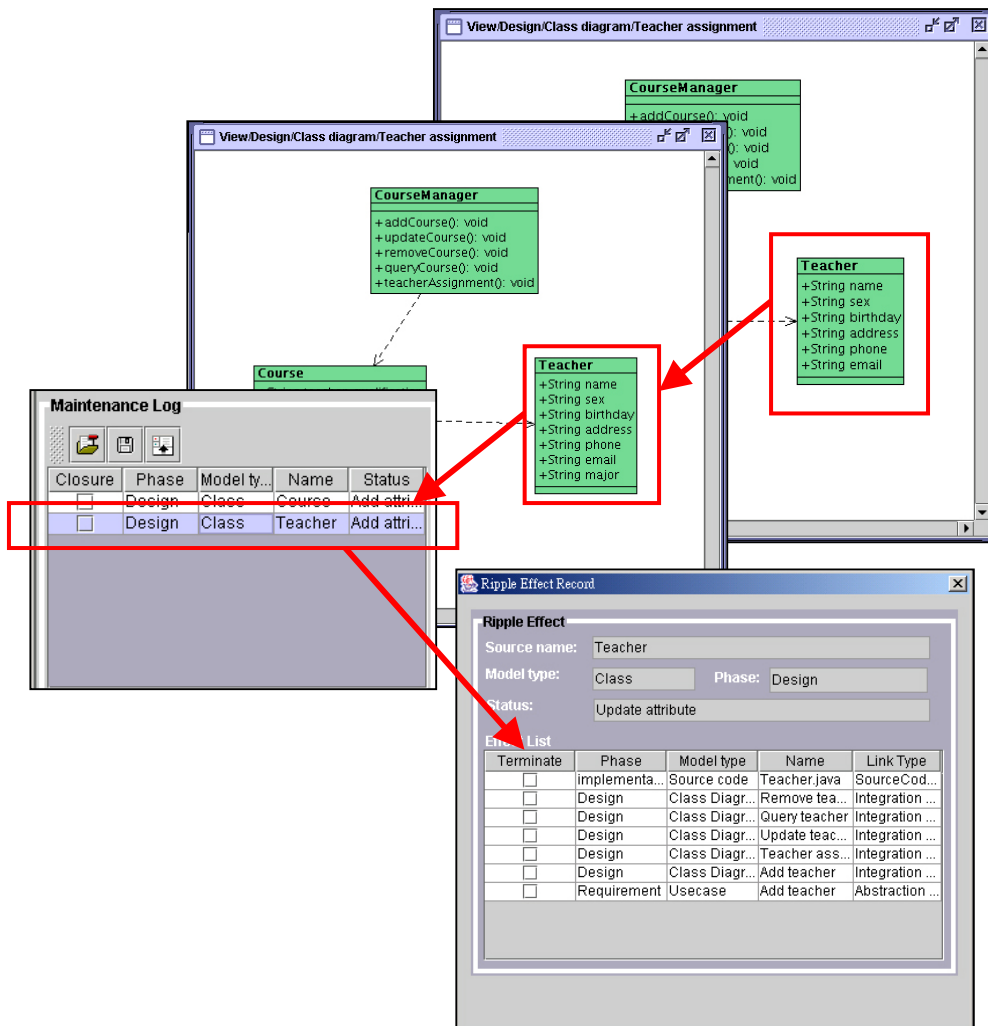 View/Design/Class diagram/Teacher assignment
CourseManager
+addCourse(): void
(): void
(): void
void
ment(): void
Teacher
+String name
+String sex
+String birthday
+String address
+String phone
+String email
View/Design/Class diagram/Teacher assignment
CourseManager
+addCourse(): void
+updateCourse(): void
+removeCourse(): void
+queryCourse(): void
+teacherAssignment(): void
Course
Teacher
+String name
+String sex
+String birthday
+String address
+String phone
+String email
+String major
Maintenance Log
Closure Phase Model ty... Name Status
Design Class Course Add attri...
Design Class Teacher Add attri...
Ripple Effect Record
Ripple Effect
Source name: Teacher
Model type: Class Phase: Design
Status: Update attribute
Effect List
Terminate Phase Model type Name Link Type
implementa... Source code Teacher.java SourceCod...
Design Class Diagr... Remove tea... Integration ...
Design Class Diagr... Query teacher Integration ...
Design Class Diagr... Update teac... Integration ...
Design Class Diagr... Teacher ass... Integration ...
Design Class Diagr... Add teacher Integration ...
Requirement Usecase Add teacher Abstraction ...